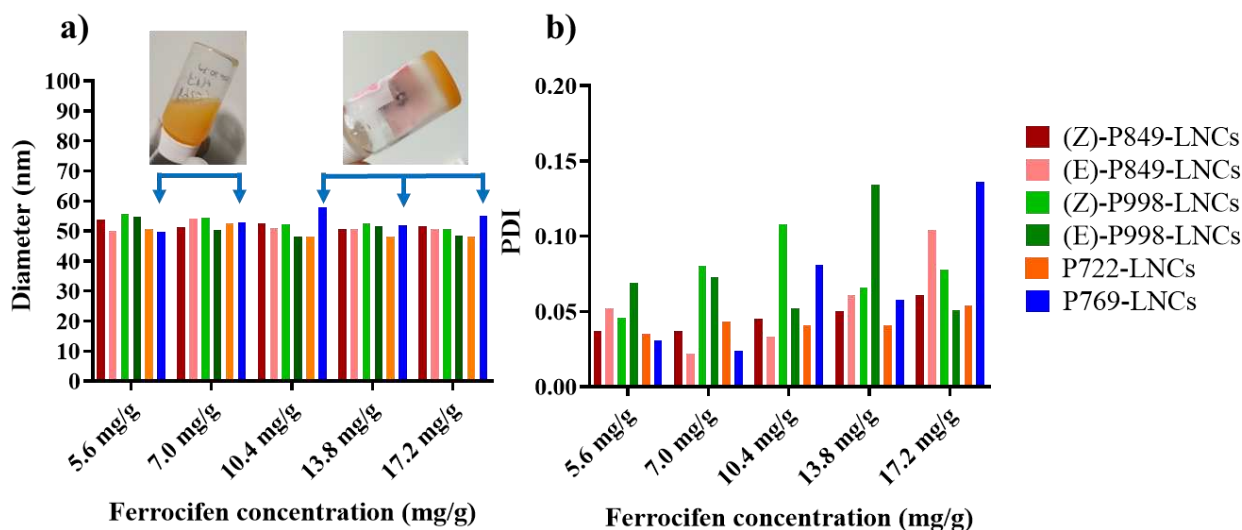 a)
100
90
80
70
60
50
40
30
20
10
0
Diameter (nm)
5.6 mg/g
7.0 mg/g
10.4 mg/g
13.8 mg/g
17.2 mg/g
Ferrocifen concentration (mg/g)
b)
0.20
0.15
0.10
0.05
0.00
PDI
5.6 mg/g
7.0 mg/g
10.4 mg/g
13.8 mg/g
17.2 mg/g
Ferrocifen concentration (mg/g)
(Z)-P849-LNCs
(E)-P849-LNCs
(Z)-P998-LNCs
(E)-P998-LNCs
P722-LNCs
P769-LNCs